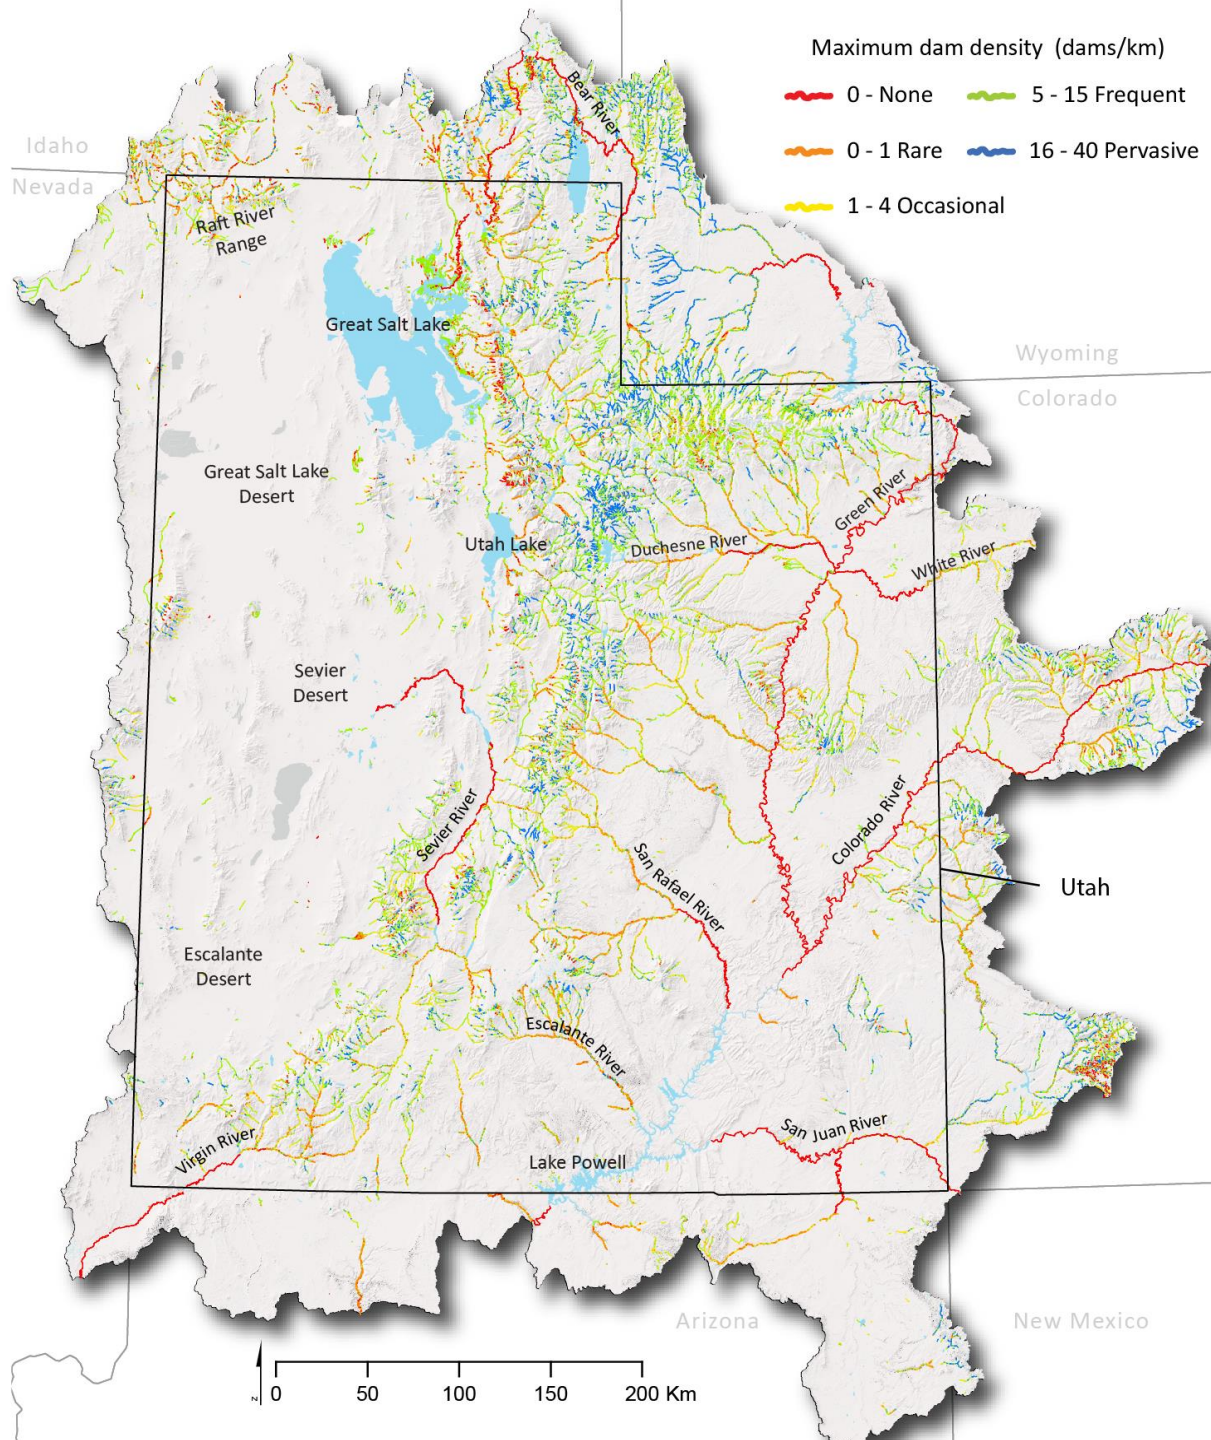 Maximum dam density (dams/km)
0 - None
5 - 15 Frequent
0 - 1 Rare
16 - 40 Pervasive
1 - 4 Occasional
Bear River
Idaho
Nevada
Raft River
Range
Great Salt Lake
Wyoming
Colorado
Great Salt Lake
Desert
Green River
Utah Lake
Duchesne River
White River
Sevier
Desert
Sevier River
Colorado River
San Rafael River
Utah
Escalante
Desert
Escalante River
Virgin River
San Juan River
Lake Powell
Arizona
New Mexico
N
0 50 100 150 200 Km